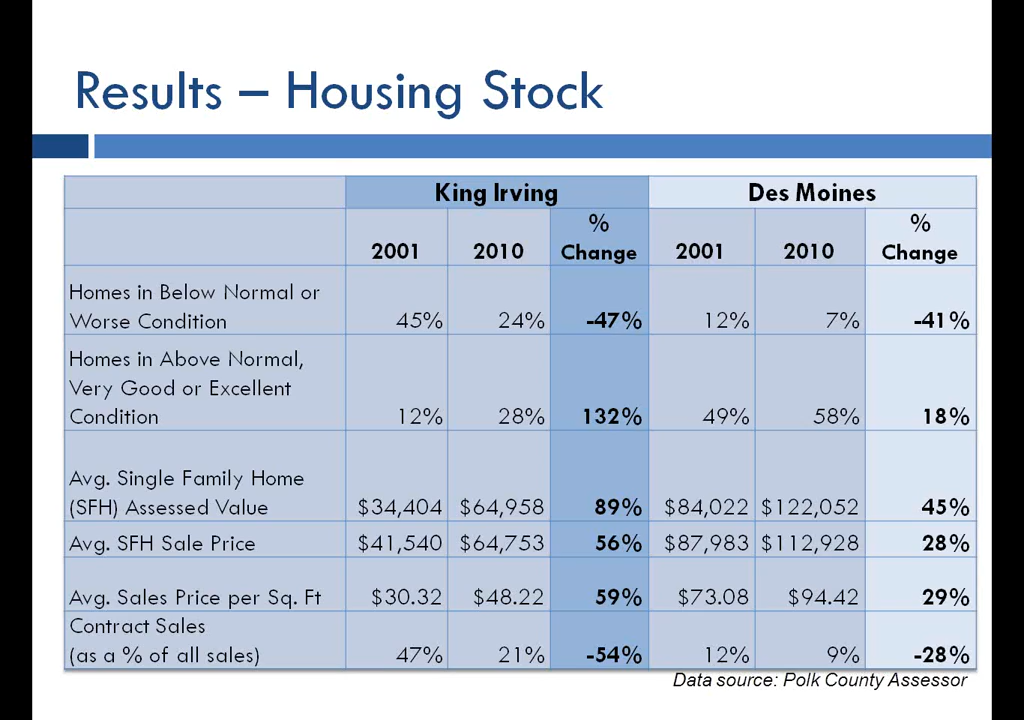 Results – Housing Stock
King Irving Des Moines
2001 2010 % Change 2001 2010 % Change
Homes in Below Normal or
Worse Condition 45% 24% -47% 12% 7% -41%
Homes in Above Normal,
Very Good or Excellent
Condition 12% 28% 132% 49% 58% 18%
Avg. Single Family Home
(SFH) Assessed Value $34,404 $64,958 89% $84,022 $122,052 45%
Avg. SFH Sale Price $41,540 $64,753 56% $87,983 $112,928 28%
Avg. Sales Price per Sq. Ft $30.32 $48.22 59% $73.08 $94.42 29%
Contract Sales
(as a % of all sales) 47% 21% -54% 12% 9% -28%
Data source: Polk County Assessor